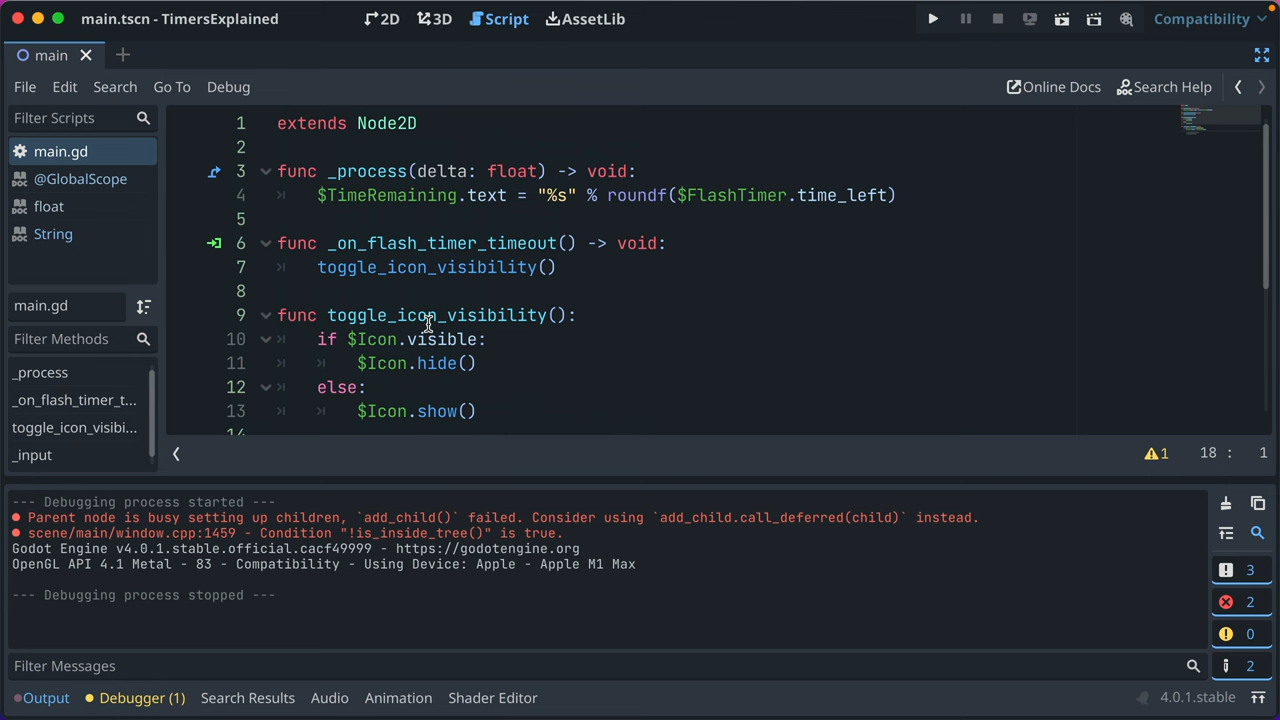 main.tscn - TimersExplained
2D
3D
Script
AssetLib
Compatibility
main
File Edit Search Go To Debug
Online Docs
Search Help
Filter Scripts
main.gd
@GlobalScope
float
String
main.gd
Filter Methods
_process
_on_flash_timer_t...
toggle_icon_visibi...
_input
1 extends Node2D
2
3 func _process(delta: float) -> void:
4 $TimeRemaining.text = "%s" % roundf($FlashTimer.time_left)
5
6 func _on_flash_timer_timeout() -> void:
7 toggle_icon_visibility()
8
9 func toggle_icon_visibility():
10 if $Icon.visible:
11 $Icon.hide()
12 else:
13 $Icon.show()
14
1 18 : 1
--- Debugging process started ---
Parent node is busy setting up children, `add_child()` failed. Consider using `add_child.call_deferred(child)` instead.
scene/main/window.cpp:1459 - Condition "!is_inside_tree()" is true.
Godot Engine v4.0.1.stable.official.cacf49999 - https://godotengine.org
OpenGL API 4.1 Metal - 83 - Compatibility - Using Device: Apple - Apple M1 Max
--- Debugging process stopped ---
3
2
0
2
Filter Messages
Output Debugger (1) Search Results Audio Animation Shader Editor
4.0.1.stable